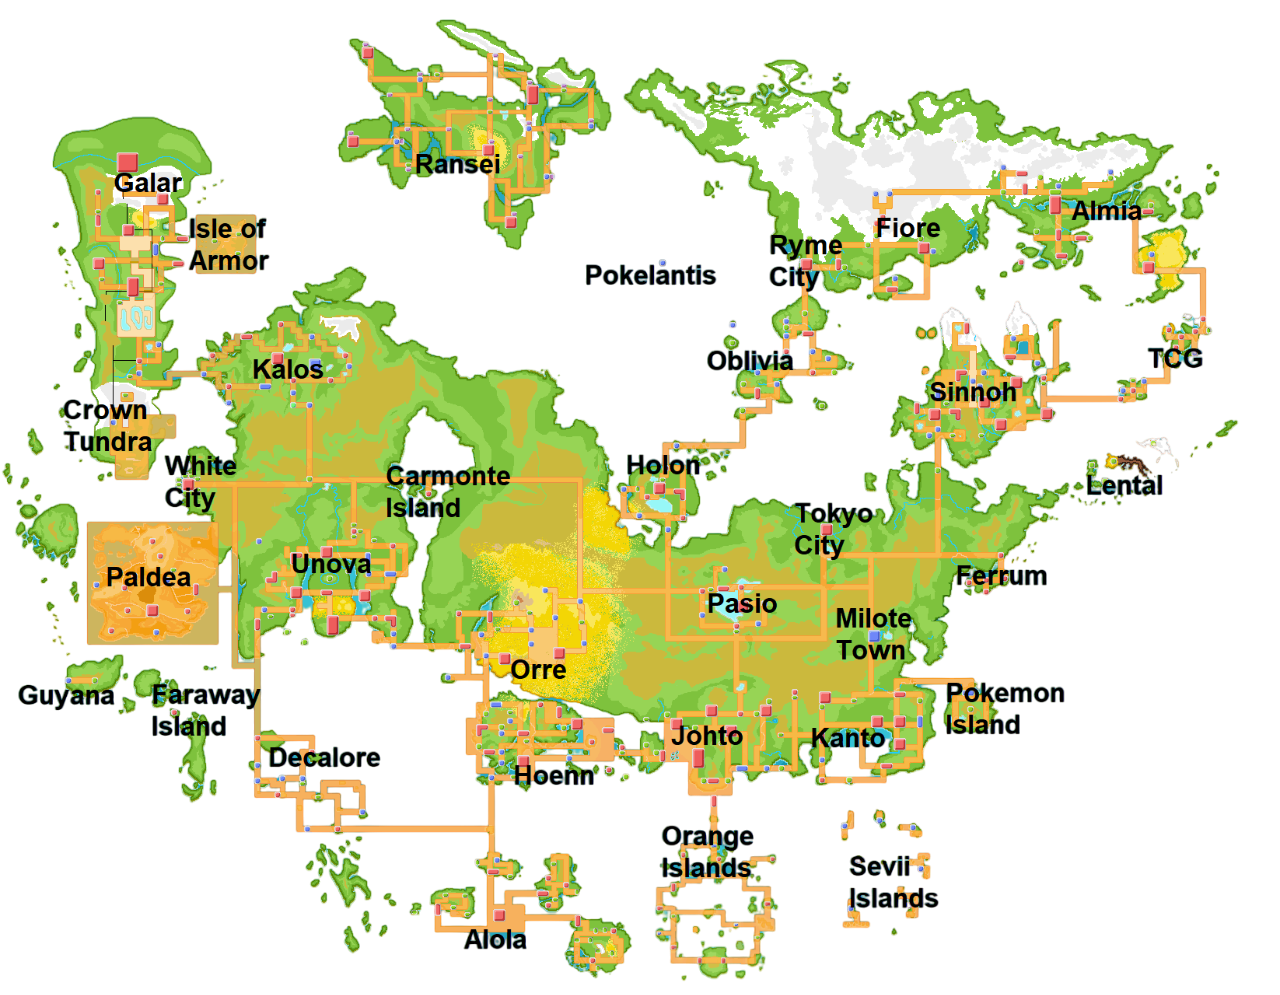 Ransei
Galar
Isle of
Armor
Almia
Fiore
Ryme
City
Pokelantis
Oblivia
TCG
Kalos
Sinnoh
Crown
Tundra
White
City
Carmonte
Island
Holon
Lental
Tokyo
City
Unova
Paldea
Ferrum
Pasio
Milote
Town
Orre
Guyana
Faraway
Island
Pokemon
Island
Johto
Kanto
Decalore
Hoenn
Orange
Islands
Sevii
Islands
Alola